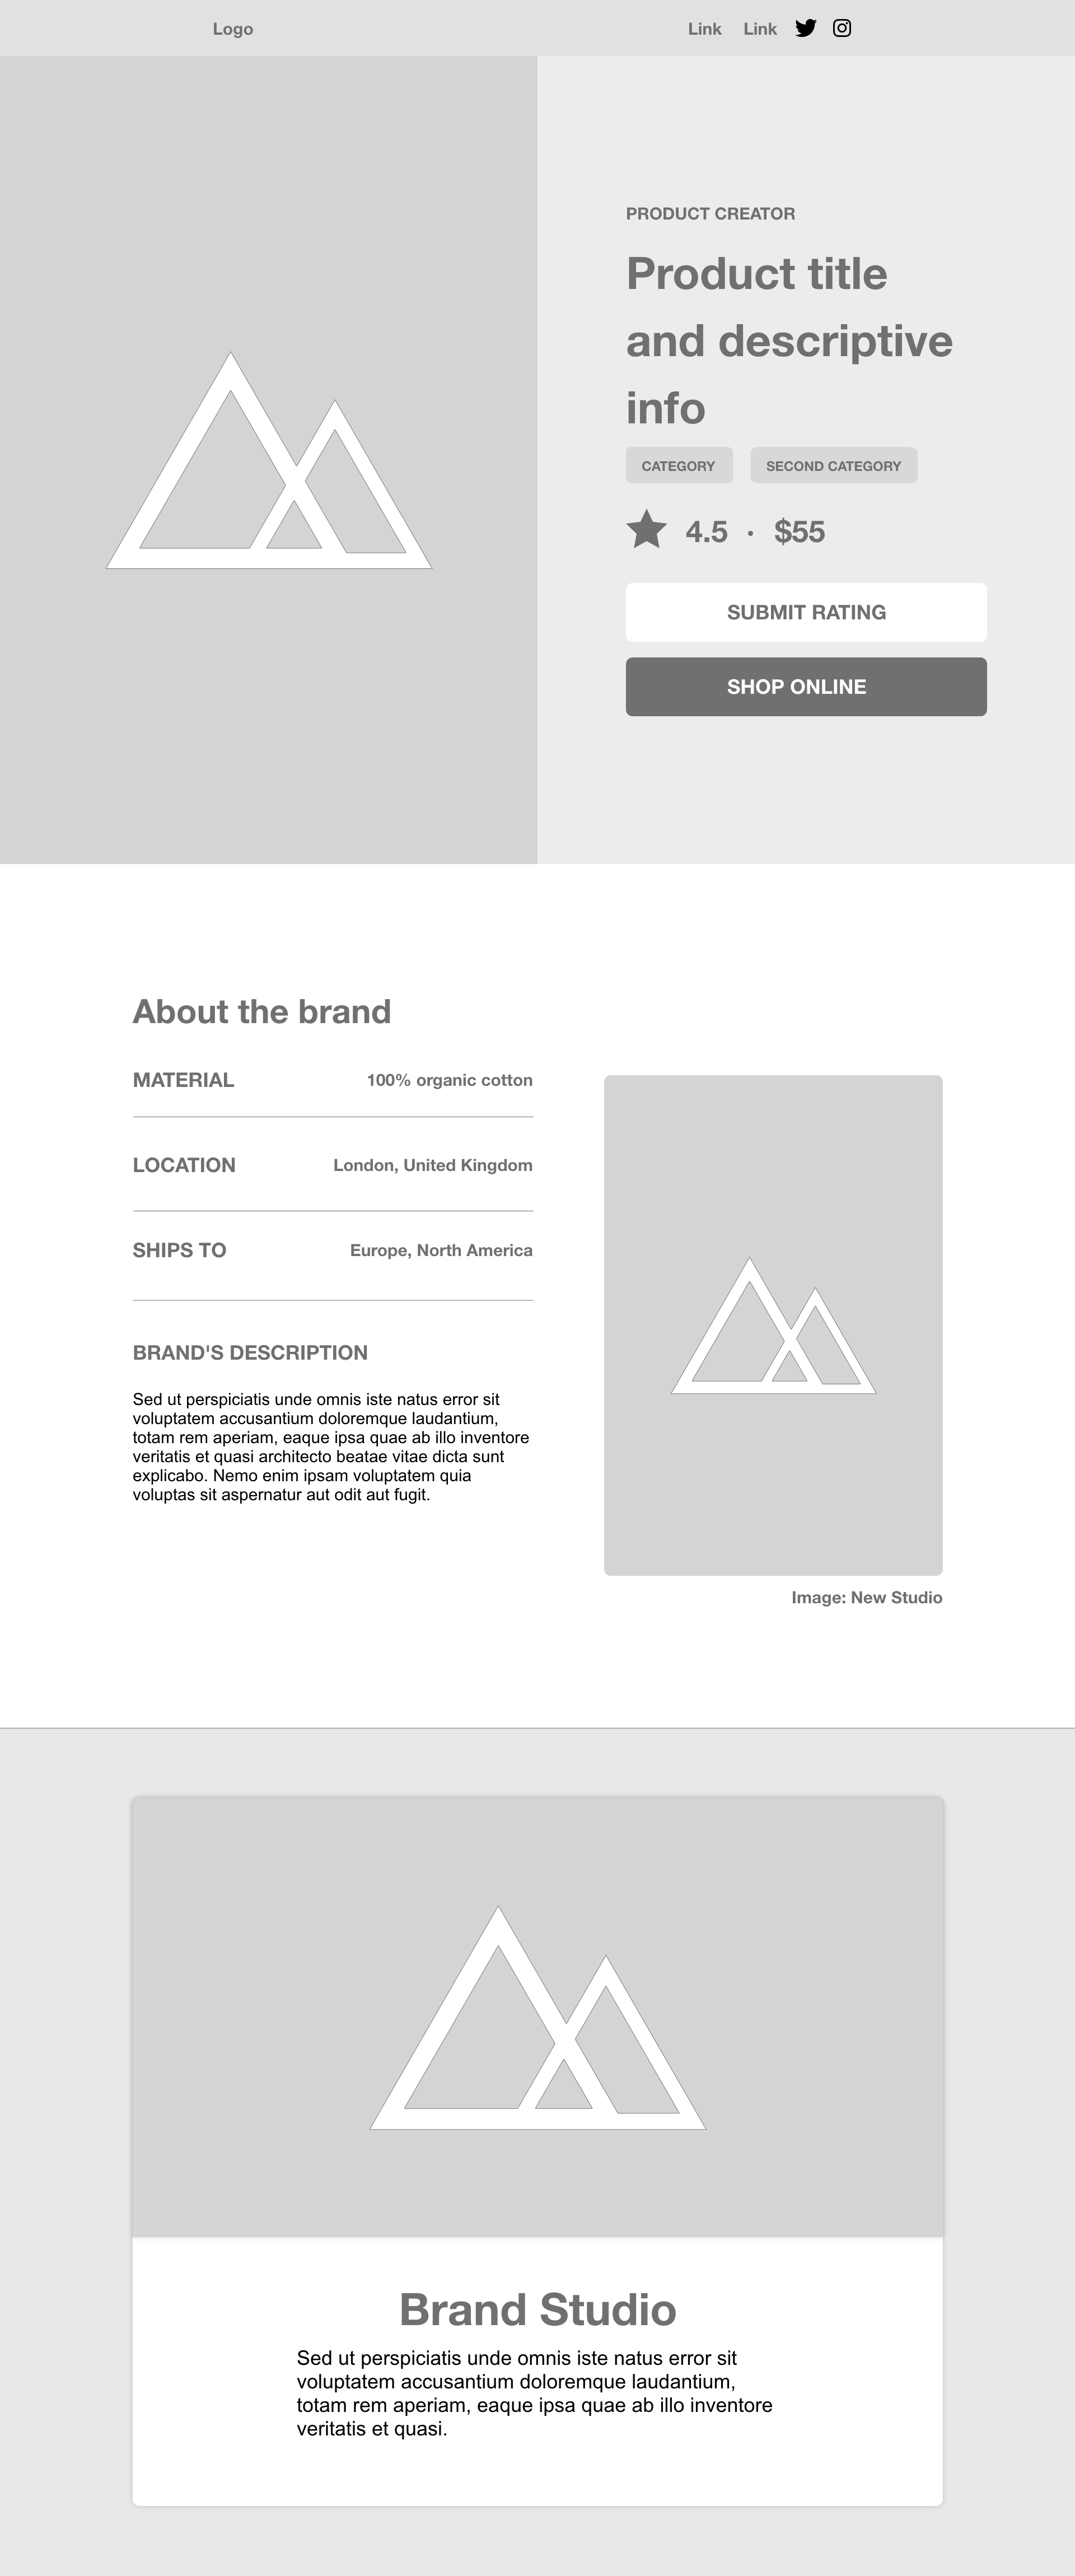 Logo
Link
Link
PRODUCT CREATOR
Product title
and descriptive
info
CATEGORY
SECOND CATEGORY
4.5 · $55
SUBMIT RATING
SHOP ONLINE
About the brand
MATERIAL
100% organic cotton
LOCATION
London, United Kingdom
SHIPS TO
Europe, North America
BRAND'S DESCRIPTION
Sed ut perspiciatis unde omnis iste natus error sit
voluptatem accusantium doloremque laudantium,
totam rem aperiam, eaque ipsa quae ab illo inventore
veritatis et quasi architecto beatae vitae dicta sunt
explicabo. Nemo enim ipsam voluptatem quia
voluptas sit aspernatur aut odit aut fugit.
Image: New Studio
Brand Studio
Sed ut perspiciatis unde omnis iste natus error sit
voluptatem accusantium doloremque laudantium,
totam rem aperiam, eaque ipsa quae ab illo inventore
veritatis et quasi.